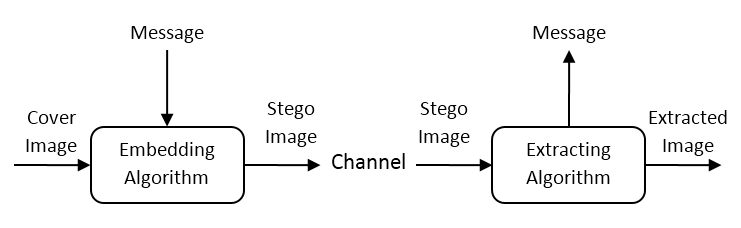 Message
Cover
Image
Embedding
Algorithm
Stego
Image
Channel
Stego
Image
Message
Extracting
Algorithm
Extracted
Image